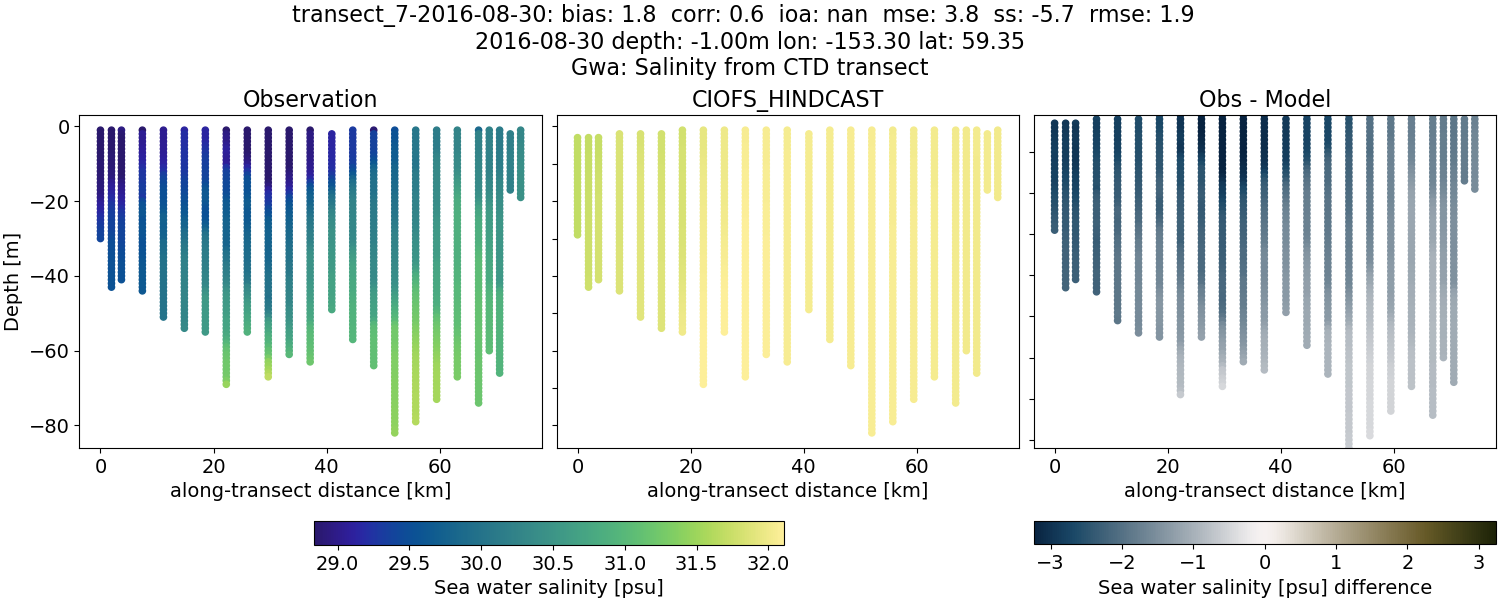 transect_7-2016-08-30: bias: 1.8  corr: 0.6  ioa: nan  mse: 3.8  ss: -5.7  rmse: 1.9
2016-08-30 depth: -1.00m lon: -153.30 lat: 59.35
Gwa: Salinity from CTD transect
Observation
CIOFS_HINDCAST
Obs - Model
Depth [m]
0
−20
−40
−60
−80
0 20 40 60
0 20 40 60
0 20 40 60
along-transect distance [km]
along-transect distance [km]
along-transect distance [km]
29.0 29.5 30.0 30.5 31.0 31.5 32.0
Sea water salinity [psu]
−3 −2 −1 0 1 2 3
Sea water salinity [psu] difference